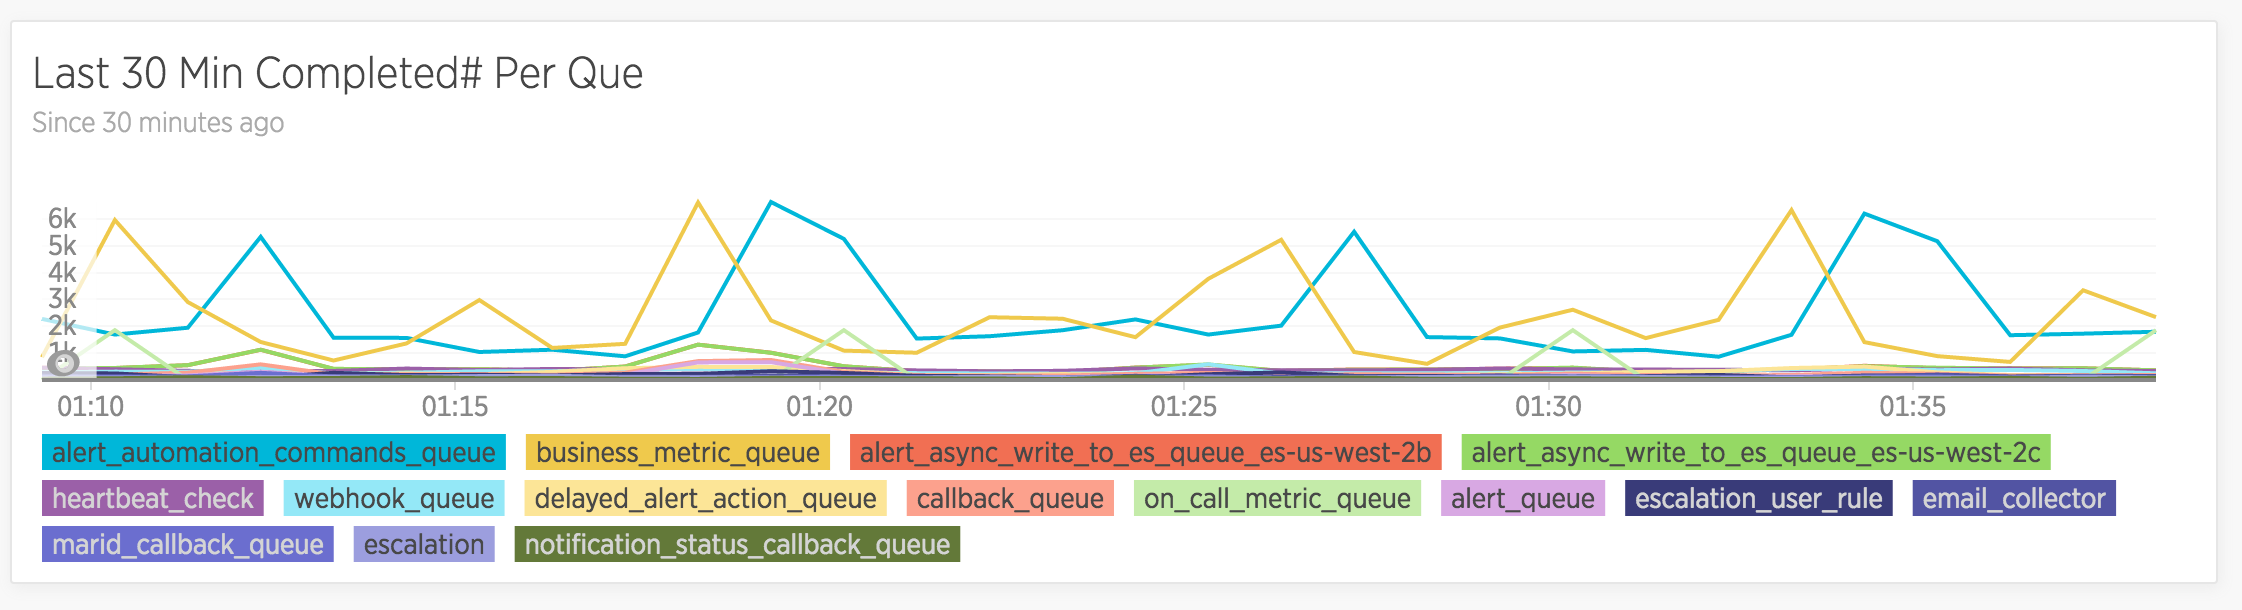 Last 30 Min Completed# Per Que
Since 30 minutes ago
6k
5k
4k
3k
2k
1k
01:10 01:15 01:20 01:25 01:30 01:35
alert_automation_commands_queue business_metric_queue alert_async_write_to_es_queue_es-us-west-2b alert_async_write_to_es_queue_es-us-west-2c
heartbeat_check webhook_queue delayed_alert_action_queue callback_queue on_call_metric_queue alert_queue escalation_user_rule email_collector
marid_callback_queue escalation notification_status_callback_queue